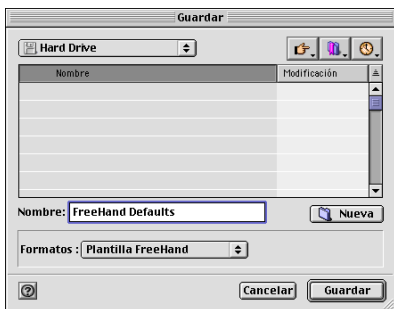 Guardar
Hard Drive
Nombre Modificación
Nombre: FreeHand Defaults
Nueva
Formatos : Plantilla FreeHand
Cancelar Guardar